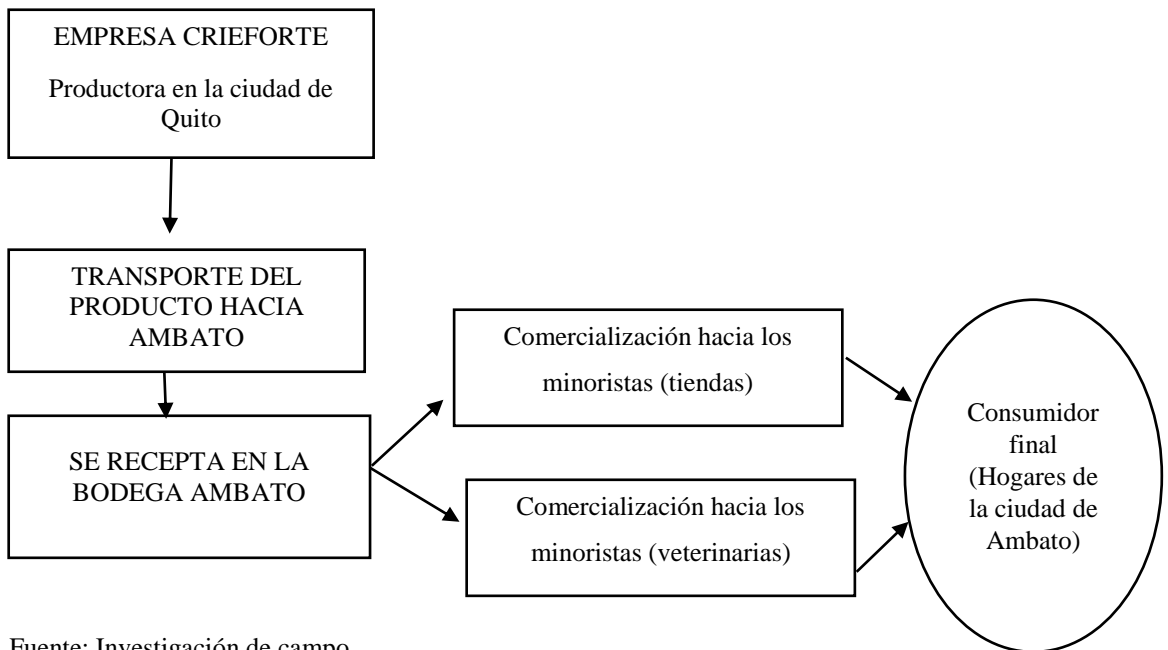 EMPRESA CRIEFORTE
Productora en la ciudad de
Quito
TRANSPORTE DEL
PRODUCTO HACIA
AMBATO
SE RECEPTA EN LA
BODEGA AMBATO
Comercialización hacia los
minoristas (tiendas)
Comercialización hacia los
minoristas (veterinarias)
Consumidor
final
(Hogares de
la ciudad de
Ambato)
Fuente: Investigación de campo